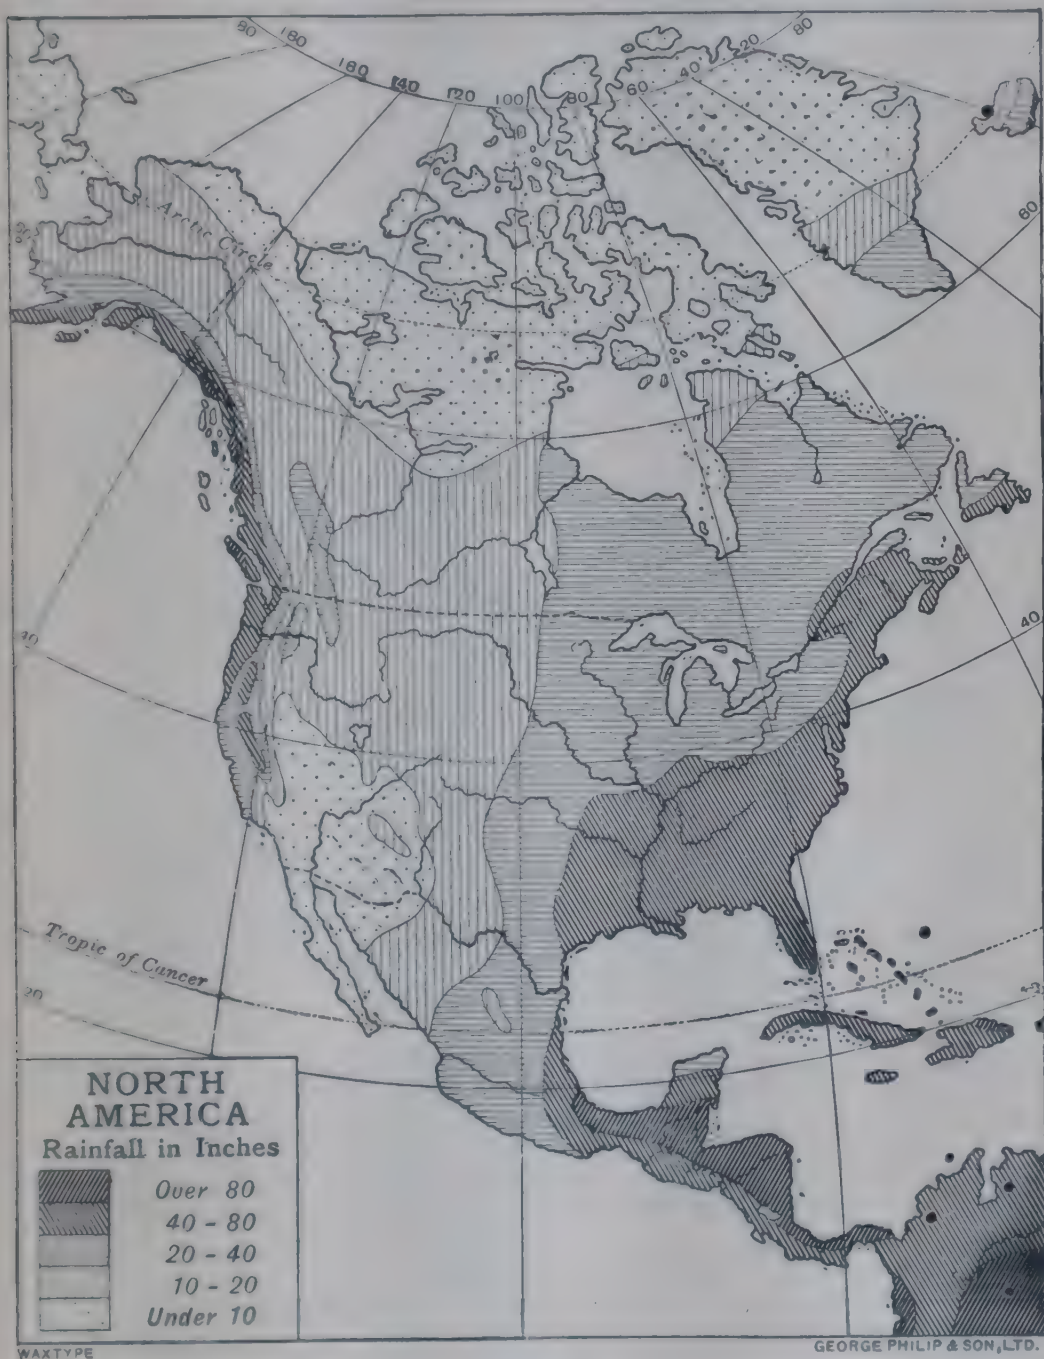 80 180 20 80
160 140 120 100 80 60 40
Arctic Circle
60
40 40
Tropic of Cancer
20
NORTH
AMERICA
Rainfall in Inches
Over 80
40 - 80
20 - 40
10 - 20
Under 10
WAXTYPE
GEORGE PHILIP & SON, LTD.